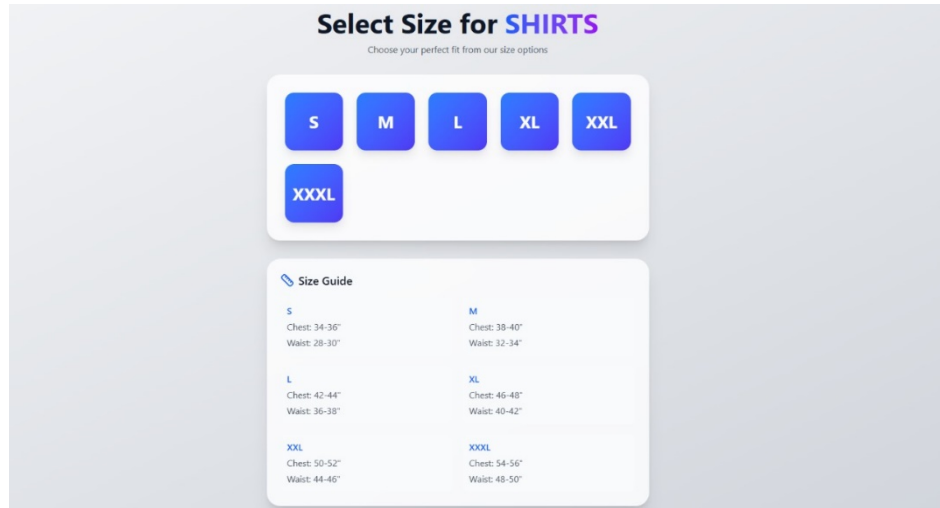 Select Size for SHIRTS
Choose your perfect fit from our size options
S M L XL XXL
XXXL
Size Guide
S
Chest: 34-36"
Waist: 28-30"
M
Chest: 38-40"
Waist: 32-34"
L
Chest: 42-44"
Waist: 36-38"
XL
Chest: 46-48"
Waist: 40-42"
XXL
Chest: 50-52"
Waist: 44-46"
XXXL
Chest: 54-56"
Waist: 48-50"